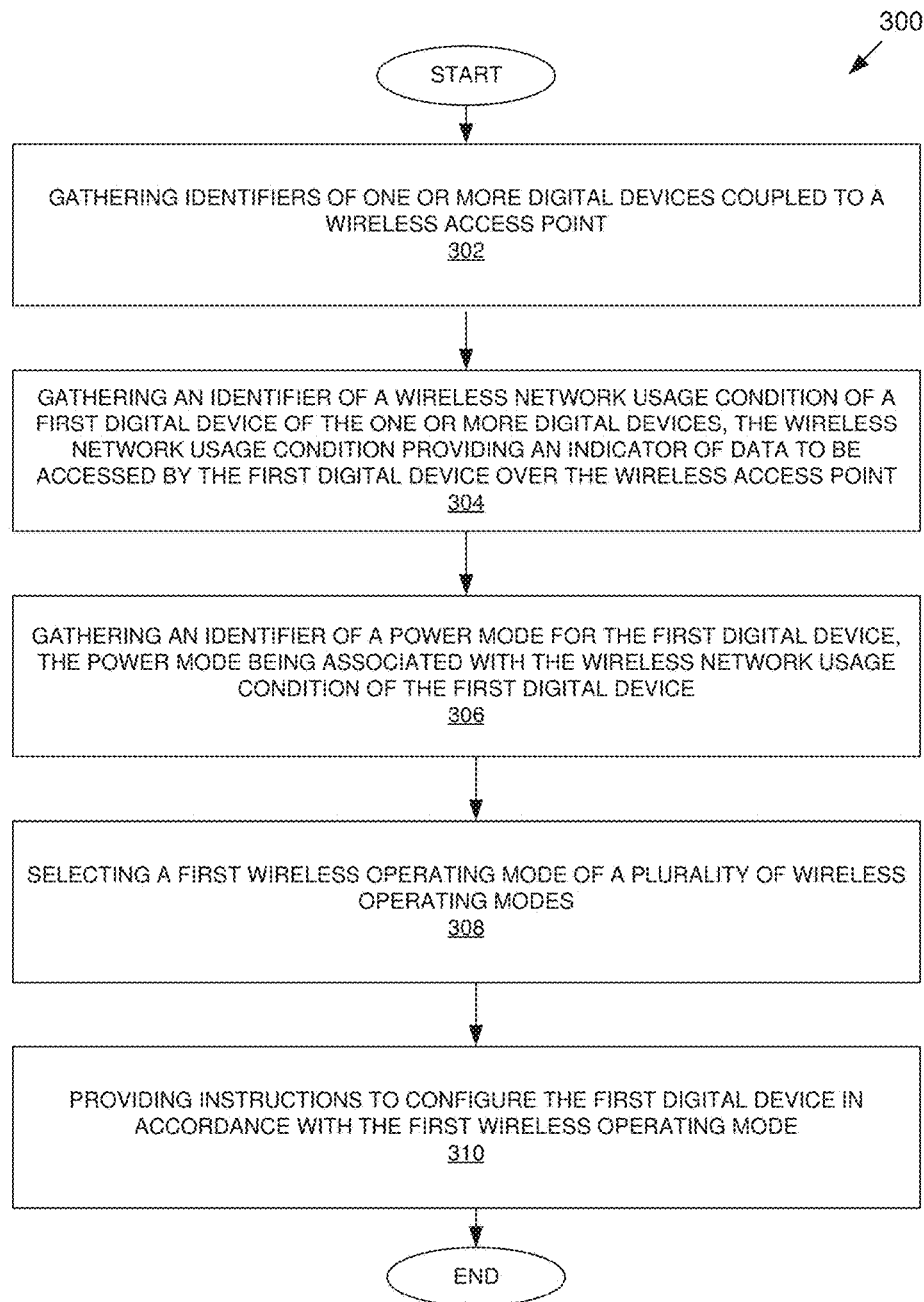 300
START
GATHERING IDENTIFIERS OF ONE OR MORE DIGITAL DEVICES COUPLED TO A
WIRELESS ACCESS POINT
302
GATHERING AN IDENTIFIER OF A WIRELESS NETWORK USAGE CONDITION OF A
FIRST DIGITAL DEVICE OF THE ONE OR MORE DIGITAL DEVICES, THE WIRELESS
NETWORK USAGE CONDITION PROVIDING AN INDICATOR OF DATA TO BE
ACCESSED BY THE FIRST DIGITAL DEVICE OVER THE WIRELESS ACCESS POINT
304
GATHERING AN IDENTIFIER OF A POWER MODE FOR THE FIRST DIGITAL DEVICE,
THE POWER MODE BEING ASSOCIATED WITH THE WIRELESS NETWORK USAGE
CONDITION OF THE FIRST DIGITAL DEVICE
306
SELECTING A FIRST WIRELESS OPERATING MODE OF A PLURALITY OF WIRELESS
OPERATING MODES
308
PROVIDING INSTRUCTIONS TO CONFIGURE THE FIRST DIGITAL DEVICE IN
ACCORDANCE WITH THE FIRST WIRELESS OPERATING MODE
310
END